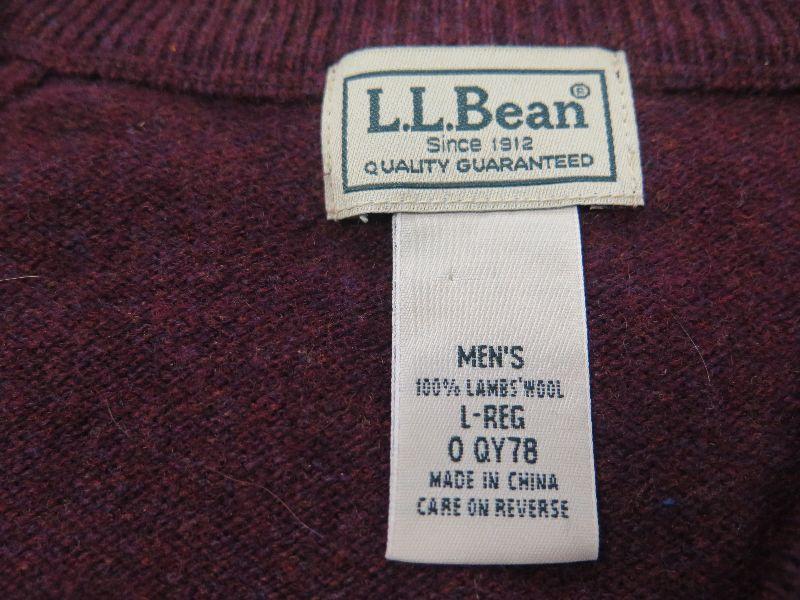 L.L.Bean®
Since 1912
QUALITY GUARANTEED
MEN'S
100% LAMBS' WOOL
L-REG
0 QY78
MADE IN CHINA
CARE ON REVERSE